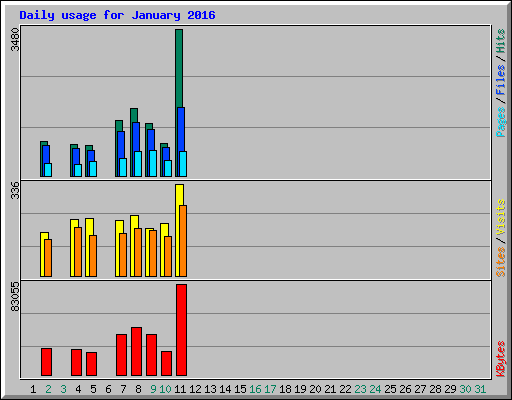 Daily usage for January 2016
3480
Pages/Files/Hits
336
Sites/Visits
83055
KBytes
1 2 3 4 5 6 7 8 9 10 11 12 13 14 15 16 17 18 19 20 21 22 23 24 25 26 27 28 29 30 31